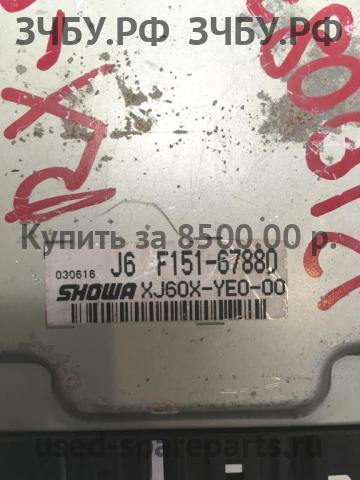 ЗЧБУ.РФ ЗЧБУ.РФ
RX-
Купить за 8500.00 р.
030616 J6 F151-67880
SHOWA XJ60X-YE0-00
used-spareparts.ru